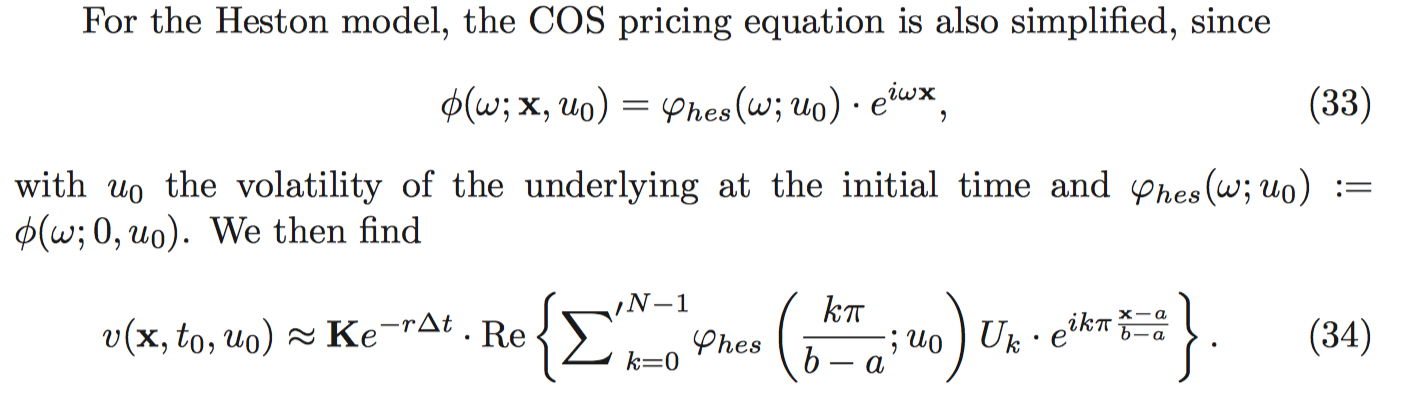 For the Heston model, the COS pricing equation is also simplified, since
ϕ(ω; x, u₀) = φ_hes(ω; u₀) · e^{iωx}, (33)
with u₀ the volatility of the underlying at the initial time and φ_hes(ω; u₀) :=
ϕ(ω; 0, u₀). We then find
v(x, t₀, u₀) ≈ Ke^{−rΔt} · Re { ∑′_{k=0}^{N−1} φ_hes ( kπ/(b−a) ; u₀ ) U_k · e^{ikπ (x−a)/(b−a)} } . (34)